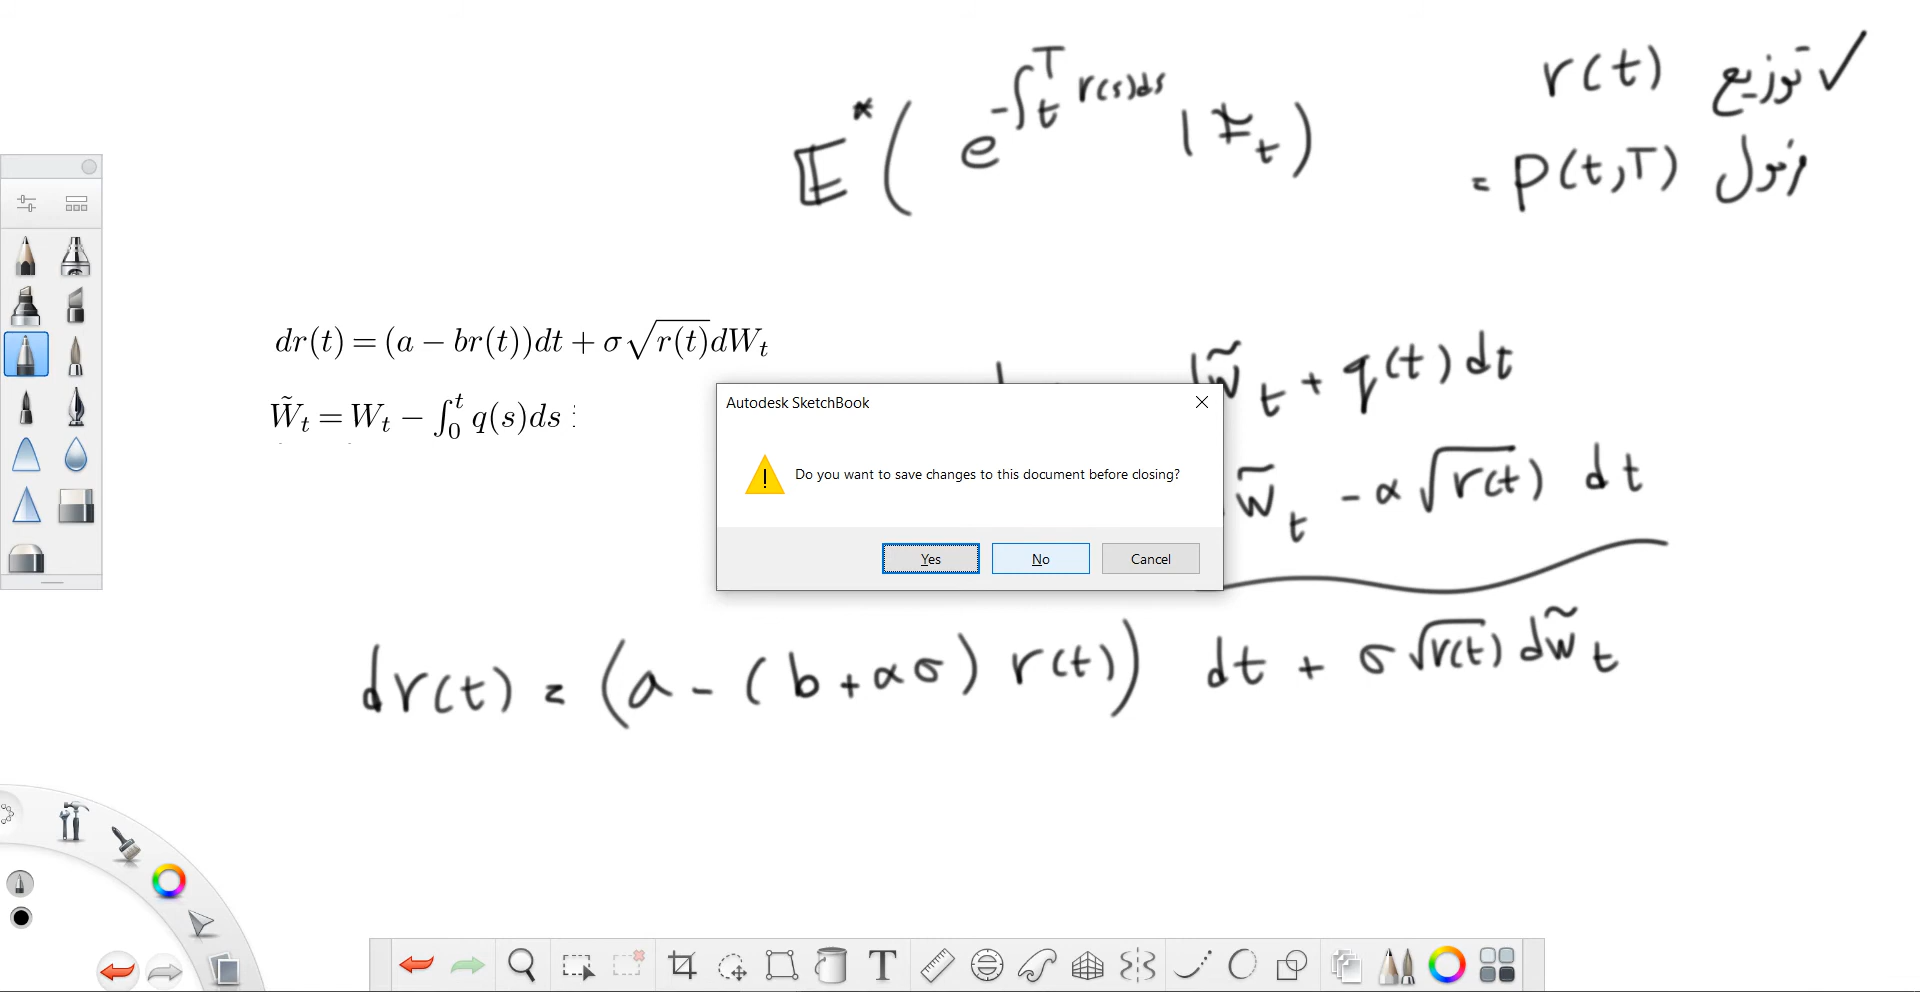 𝔼*( e^{-∫_t^T r(s)ds} | ℱ_t )
r(t) توزیع ✓
= P(t,T) نزول
dr(t) = (a − br(t))dt + σ√r(t) dW_t
W̃_t + q(t) dt
W̃_t = W_t − ∫_0^t q(s)ds
W̃_t - α √r(t) dt
Autodesk SketchBook
Do you want to save changes to this document before closing?
Yes No Cancel
dr(t) = (a - (b+ασ) r(t)) dt + σ √r(t) dW̃_t
T